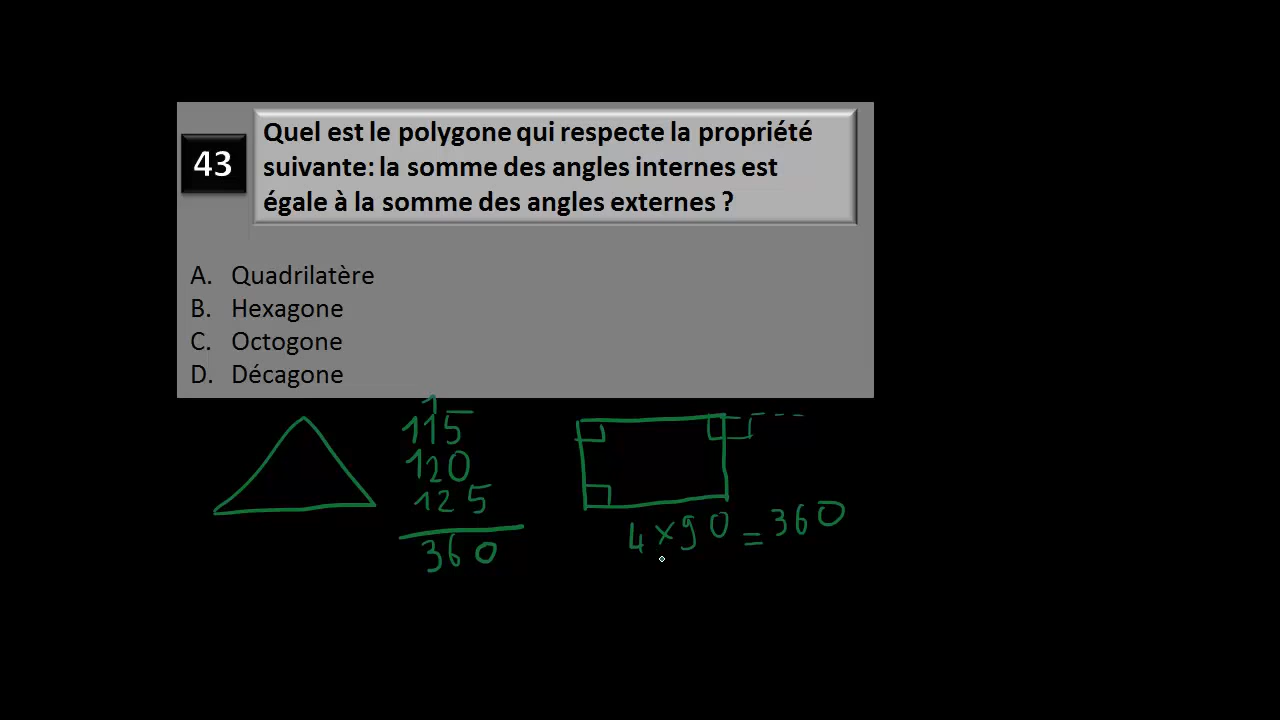 43
Quel est le polygone qui respecte la propriété
suivante: la somme des angles internes est
égale à la somme des angles externes ?
A. Quadrilatère
B. Hexagone
C. Octogone
D. Décagone
1
115
120
125
360
4 x 90 = 360